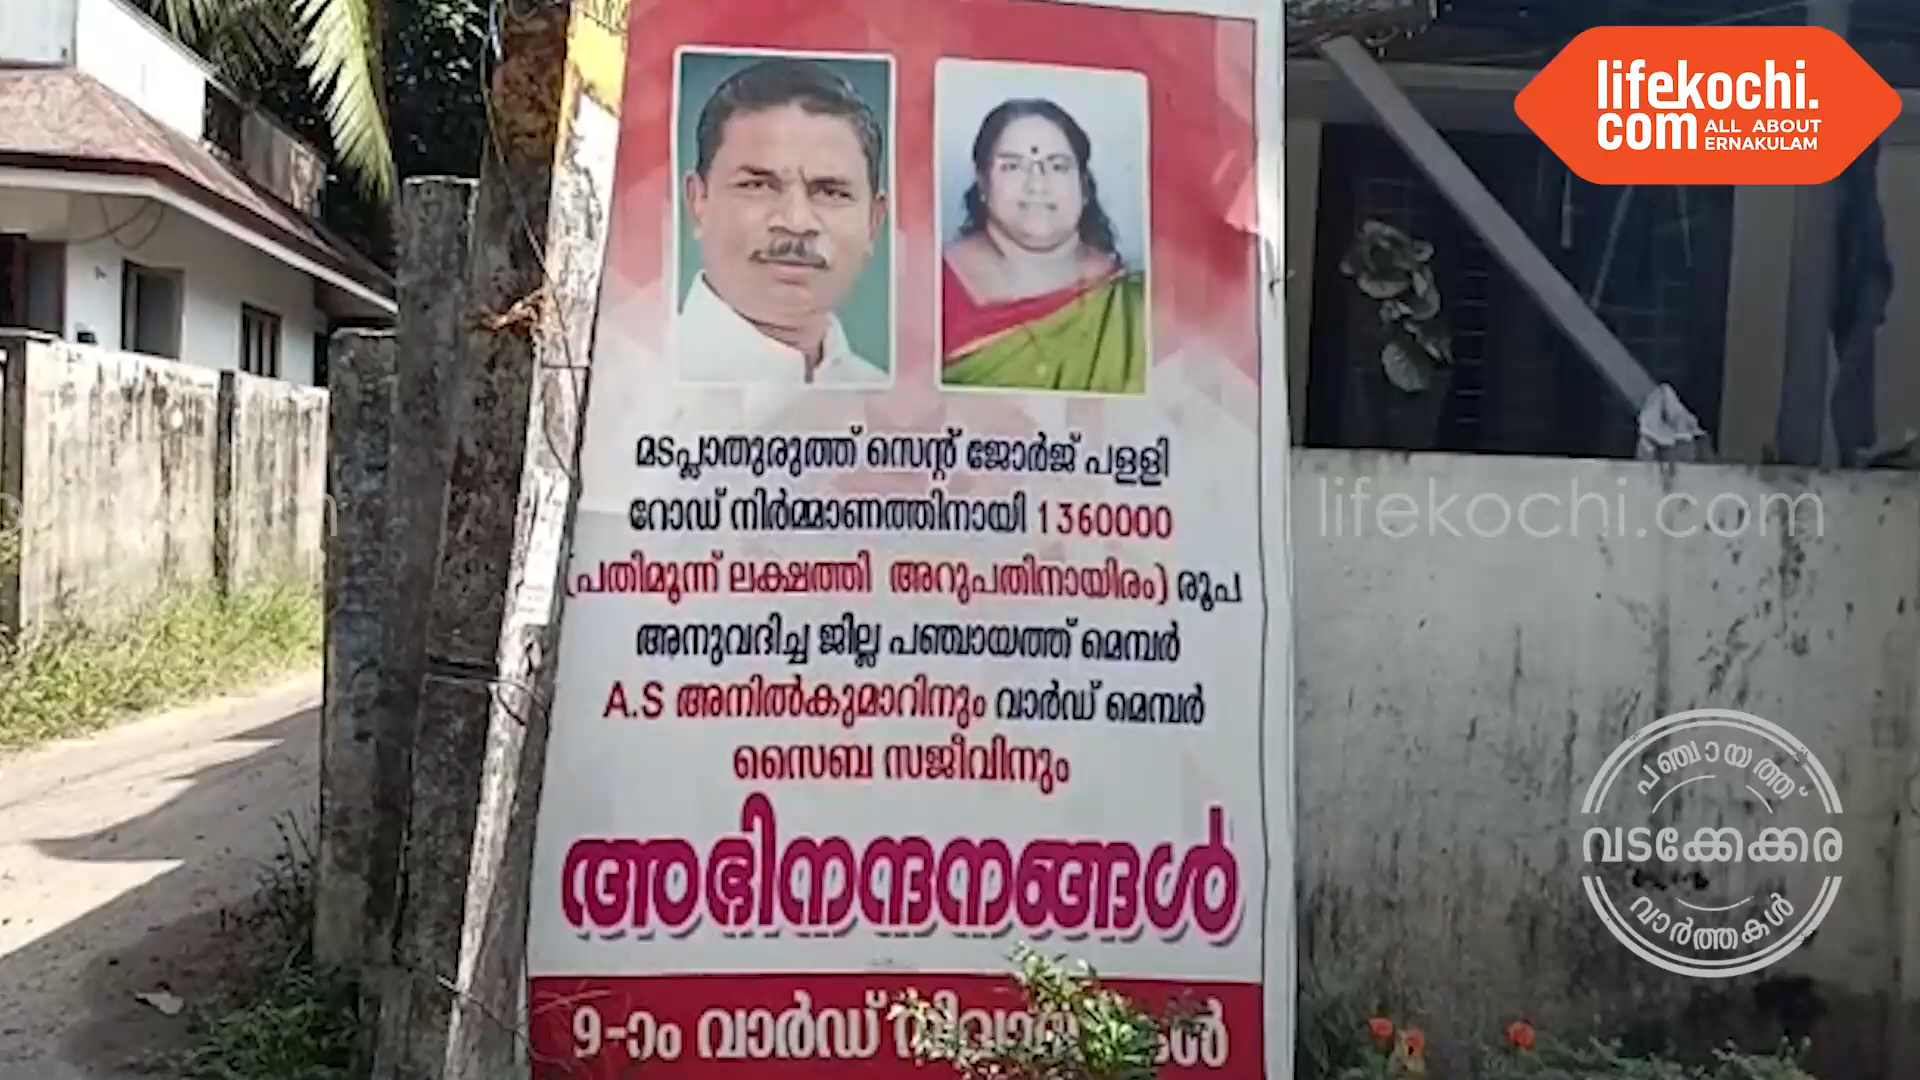 lifekochi.
com ALL ABOUT
ERNAKULAM
മടപ്ലാതുരുത്ത് സെന്റ് ജോർജ് പളളി
റോഡ് നിർമ്മാണത്തിനായി 1360000
(പ്രതിമൂന്ന് ലക്ഷത്തി അറുപതിനായിരം) രൂപ
അനുവദിച്ച ജില്ല പഞ്ചായത്ത് മെമ്പർ
A.S അനിൽകുമാറിനും വാർഡ് മെമ്പർ
സൈബ സജീവിനും
അഭിനന്ദനങ്ങൾ
9-ാം വാർഡ്
lifekochi.com
പഞ്ചായത്ത്
വടക്കേക്കര
വാർത്തകൾ